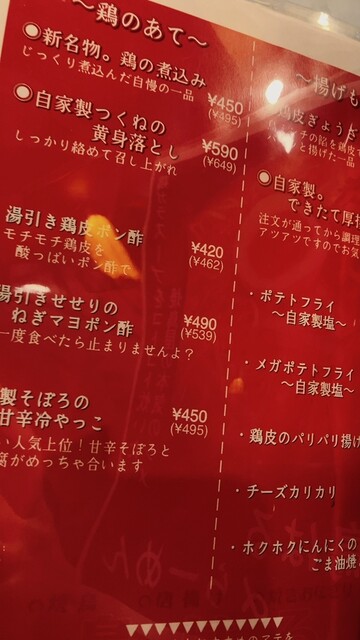 ～鶏のあて～
◉新名物。鶏の煮込み
じっくり煮込んだ自慢の一品
¥450
(¥495)
◉自家製つくねの
黄身落とし
しっかり絡めて召し上がれ
¥590
(¥649)
湯引き鶏皮ポン酢
モチモチ鶏皮を
酸っぱいポン酢で
¥420
(¥462)
湯引きせせりの
ねぎマヨポン酢
一度食べたら止まりませんよ？
¥490
(¥539)
製そぼろの
甘辛冷やっこ
い人気上位！甘辛そぼろと
腐がめっちゃ合います
¥450
(¥495)
～揚げも
鶏皮ぎょうん
チの餡を鶏皮で
と揚げた一品
◉自家製。
できたて厚揚
注文が通ってから調理
アツアツですのでお気
・ポテトフライ
～自家製塩～
・メガポテトフライ
～自家製塩～
・鶏皮のパリパリ揚げ
・チーズカリカリ
・ホクホクにんにくの
ごま油焼